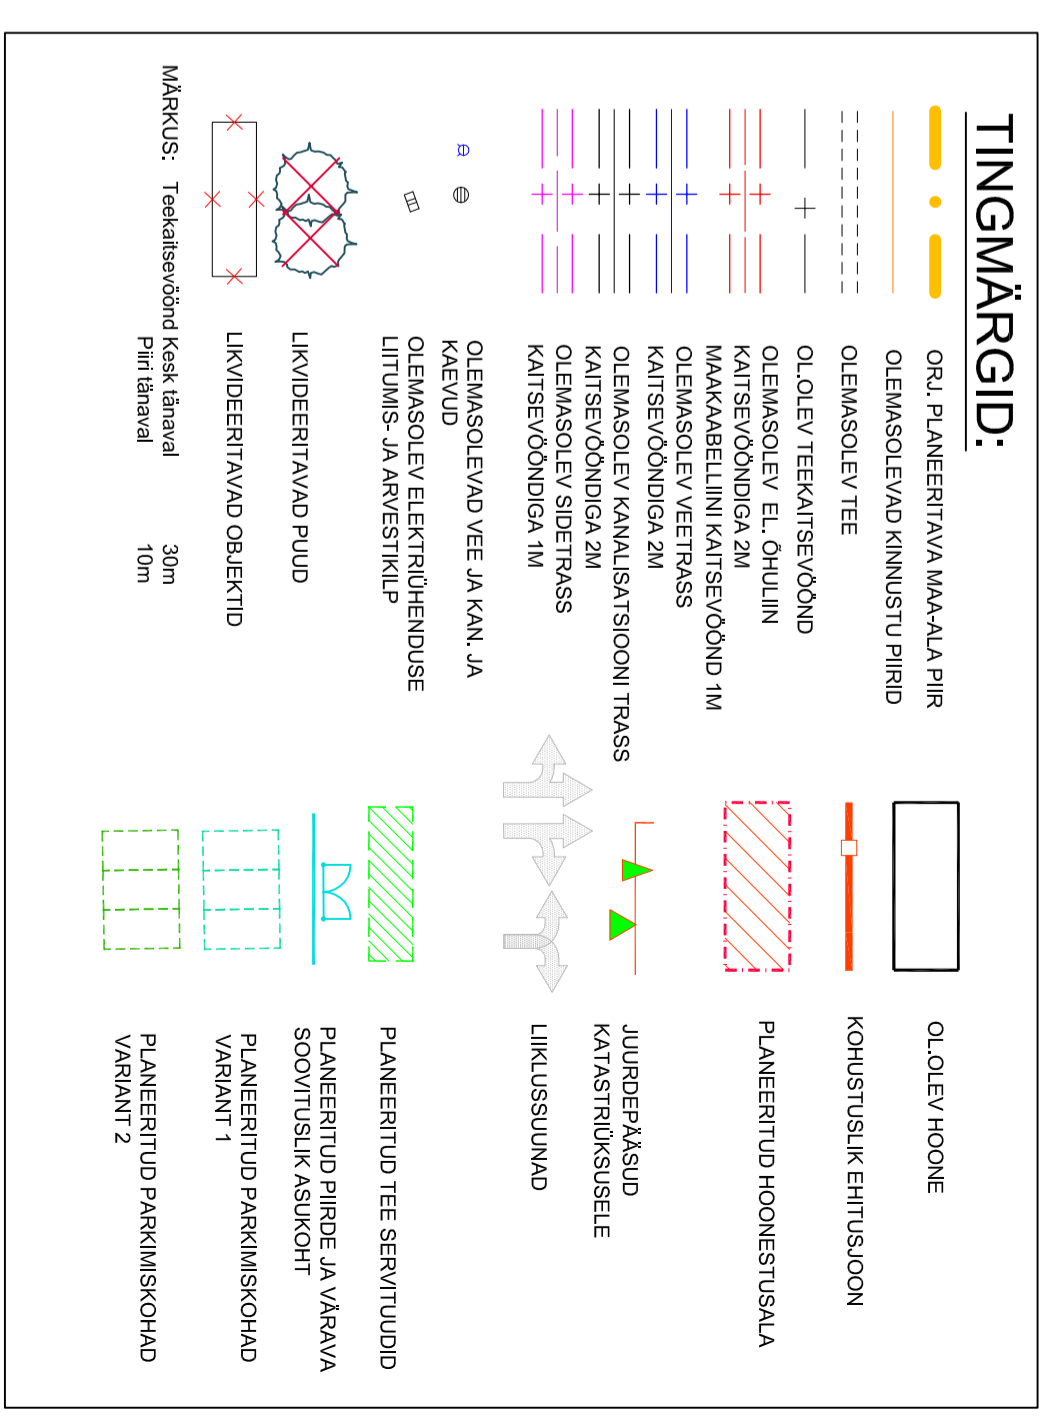 TINGMÄRGID:
ORJ. PLANEERITAVA MAA-ALA PIIR
OLEMASOLEVAD KINNUSTU PIIRID
OLEMASOLEV TEE
OL.OLEV TEEKAITSEVÖÖND
OLEMASOLEV EL. ÕHULIIN
KAITSEVÖÖNDIGA 2M
MAAKAABELLIINI KAITSEVÖÖND 1M
OLEMASOLEV VEETRASS
KAITSEVÖÖNDIGA 2M
OLEMASOLEV KANALISATSIOONI TRASS
KAITSEVÖÖNDIGA 2M
OLEMASOLEV SIDETRASS
KAITSEVÖÖNDIGA 1M
OLEMASOLEVAD VEE JA KAN. JA
KAEVUD
OLEMASOLEV ELEKTRIÜHENDUSE
LIITUMIS- JA ARVESTIKILP
LIKVIDEERITAVAD PUUD
LIKVIDEERITAVAD OBJEKTID
MÄRKUS: Teekaitsevöönd Kesk tänaval 30m
Piiri tänaval 10m
OL.OLEV HOONE
KOHUSTUSLIK EHITUSJOON
PLANEERITUD HOONESTUSALA
JUURDEPÄÄSUD
KATASTRIÜKSUSELE
LIIKLUSSUUNAD
PLANEERITUD TEE SERVITUUDID
PLANEERITUD PIIRDE JA VÄRAVA
SOOVITUSLIK ASUKOHT
PLANEERITUD PARKIMISKOHAD
VARIANT 1
PLANEERITUD PARKIMISKOHAD
VARIANT 2